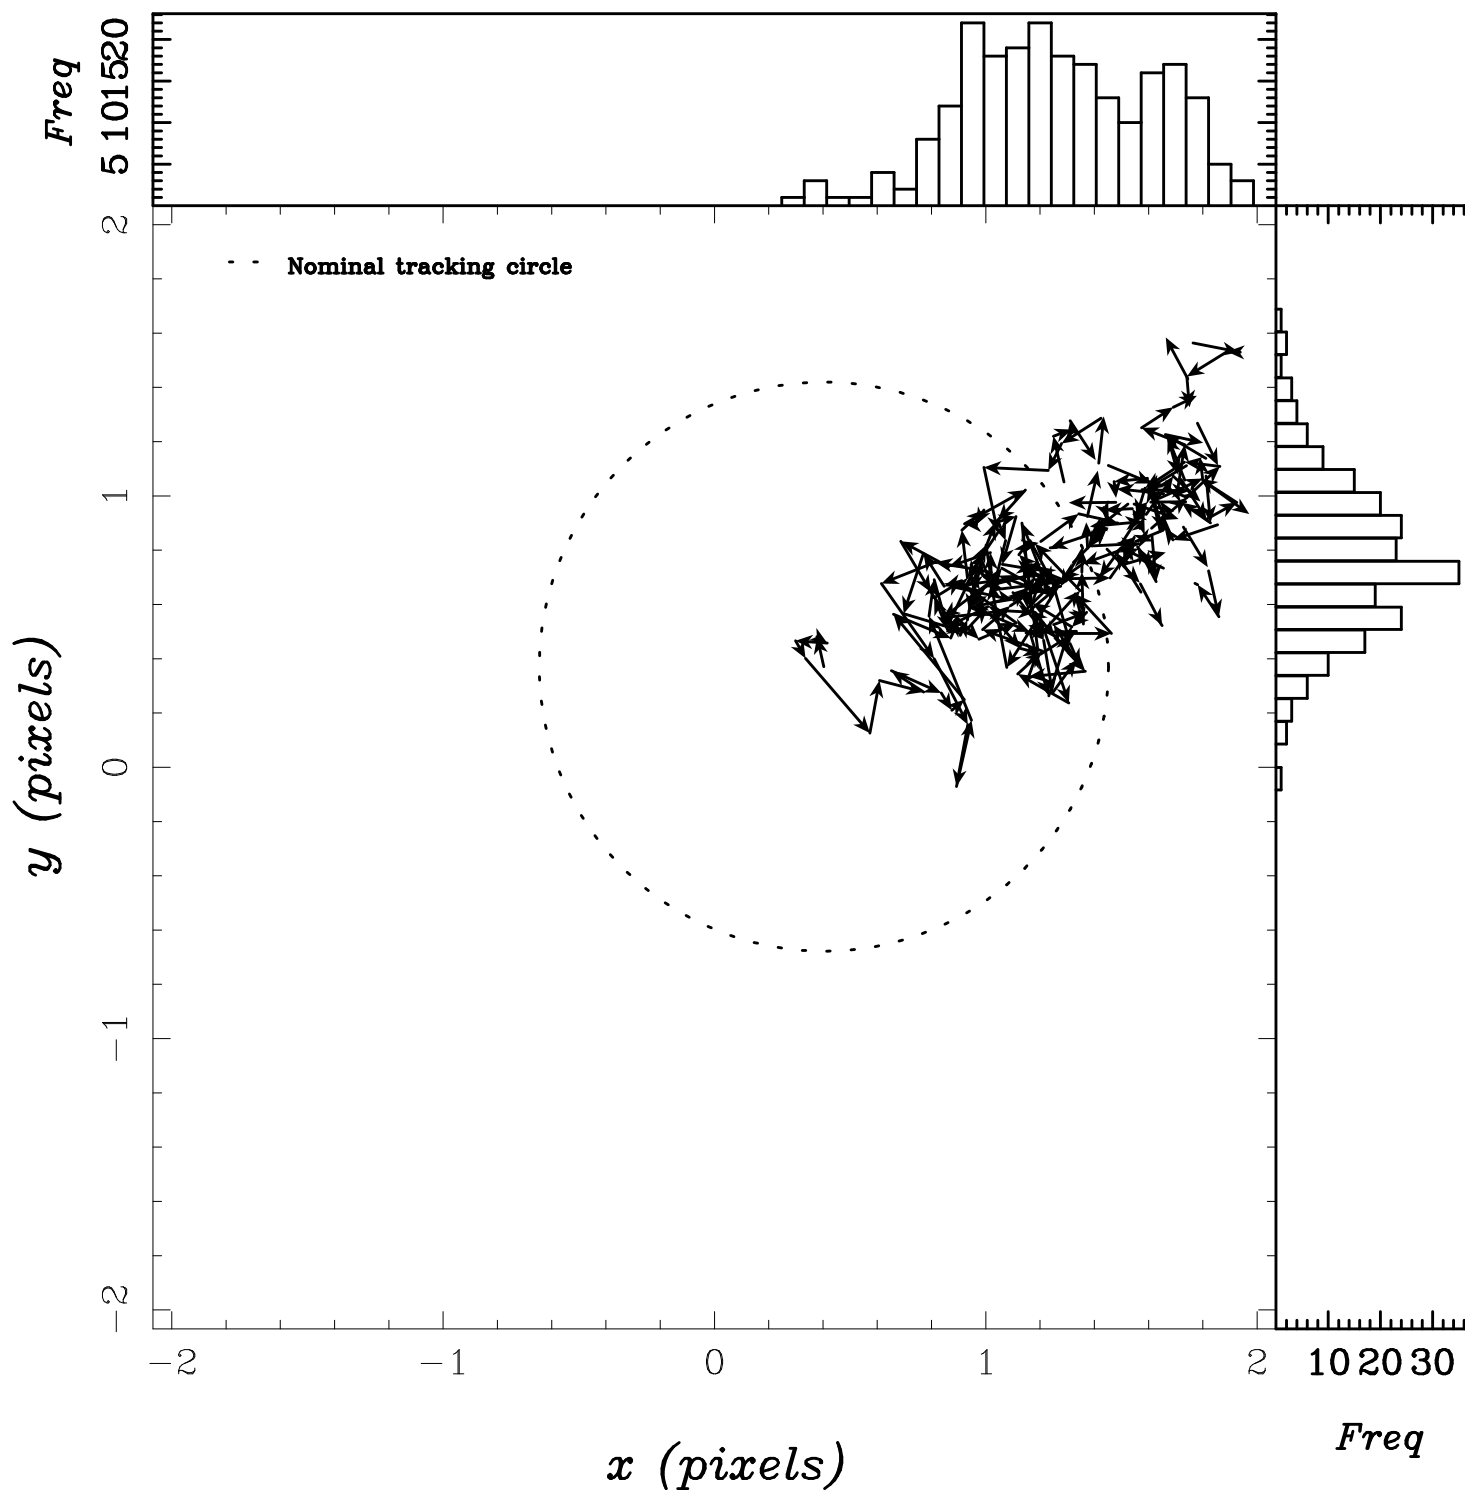 Freq
5 10 15 20
Nominal tracking circle
y (pixels)
2
1
0
−1
−2
−2 −1 0 1 2
10 20 30
x (pixels)
Freq